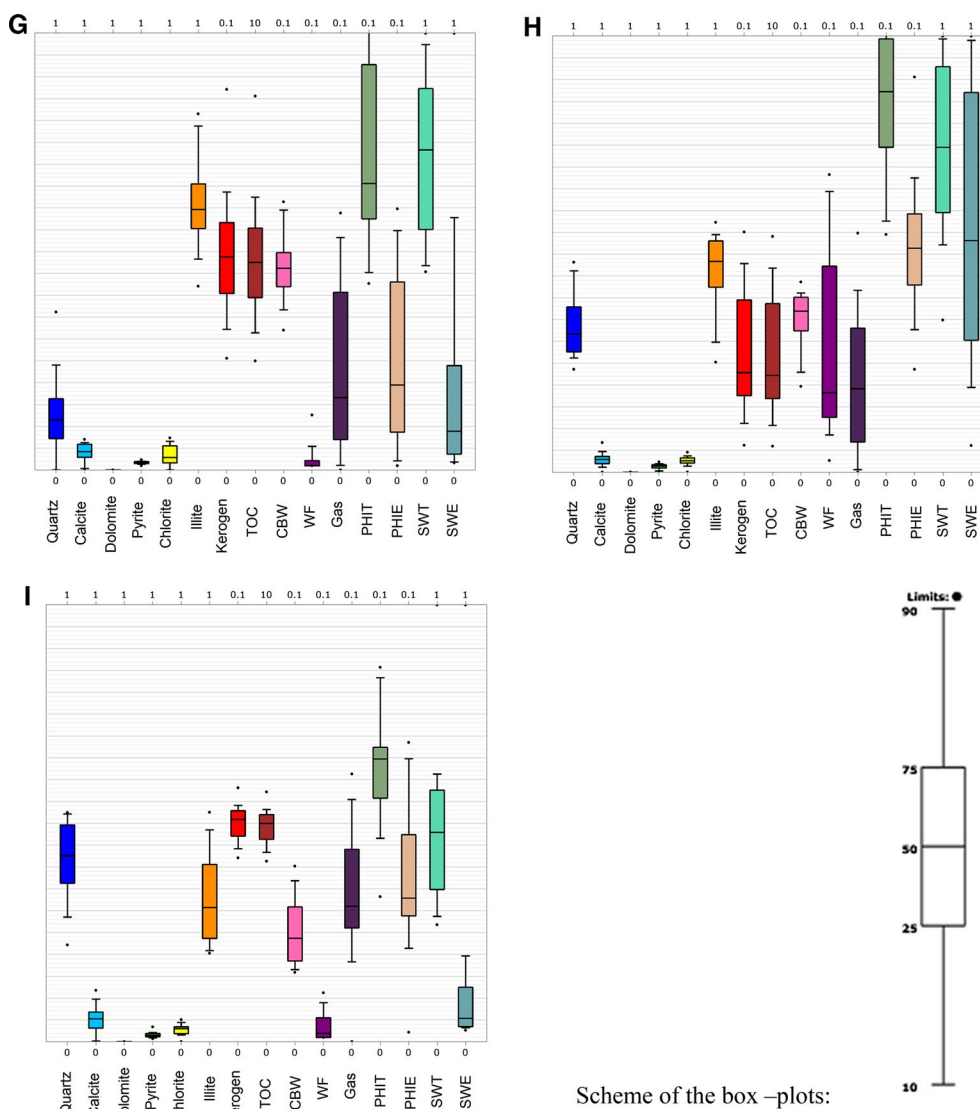 G
1 1 1 1 1 1 0.1 10 0.1 0.1 0.1 0.1 0.1 1 1
0 0 0 0 0 0 0 0 0 0 0 0 0 0 0
Quartz Calcite Dolomite Pyrite Chlorite Illite Kerogen TOC CBW WF Gas PHIT PHIE SWT SWE
H
1 1 1 1 1 1 0.1 10 0.1 0.1 0.1 0.1 0.1 1 1
0 0 0 0 0 0 0 0 0 0 0 0 0 0 0
Quartz Calcite Dolomite Pyrite Chlorite Illite Kerogen TOC CBW WF Gas PHIT PHIE SWT SWE
I
1 1 1 1 1 1 0.1 10 0.1 0.1 0.1 0.1 0.1 1 1
0 0 0 0 0 0 0 0 0 0 0 0 0 0 0
Quartz Calcite olomite Pyrite hlorite Illite erogen TOC CBW WF Gas PHIT PHIE SWT SWE
Limits:
90
75
50
25
10
Scheme of the box –plots: